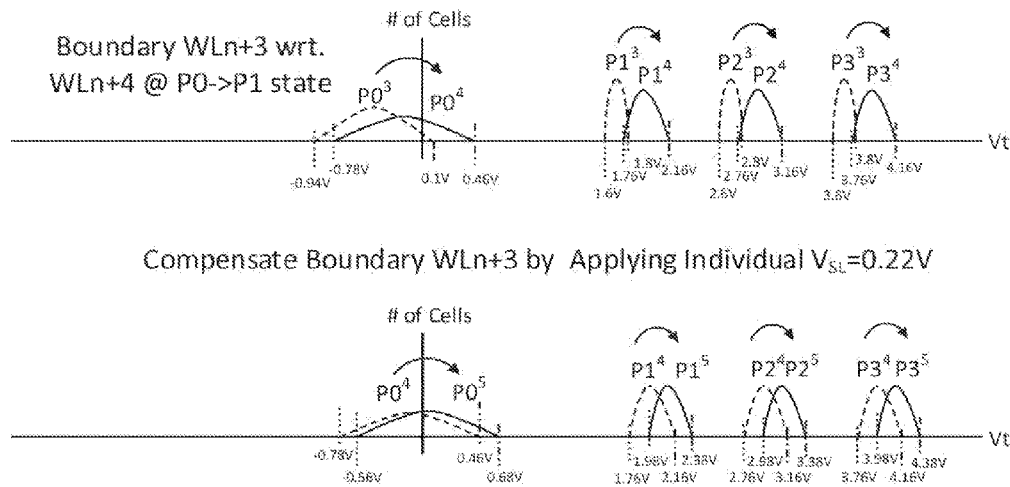 # of Cells
Boundary WLn+3 wrt.
WLn+4 @ P0->P1 state
P0³ P0⁴ P1³ P1⁴ P2³ P2⁴ P3³ P3⁴
Vt
-0.94V -0.78V 0.1V 0.46V 1.6V 1.76V 1.8V 2.16V 2.6V 2.76V 2.8V 3.16V 3.6V 3.76V 3.8V 4.16V
Compensate Boundary WLn+3 by Applying Individual V_SL=0.22V
# of Cells
P0⁴ P0⁵ P1⁴ P1⁵ P2⁴ P2⁵ P3⁴ P3⁵
Vt
-0.78V -0.56V 0.46V 0.68V 1.76V 1.98V 2.16V 2.38V 2.76V 2.98V 3.16V 3.38V 3.76V 3.98V 4.16V 4.38V